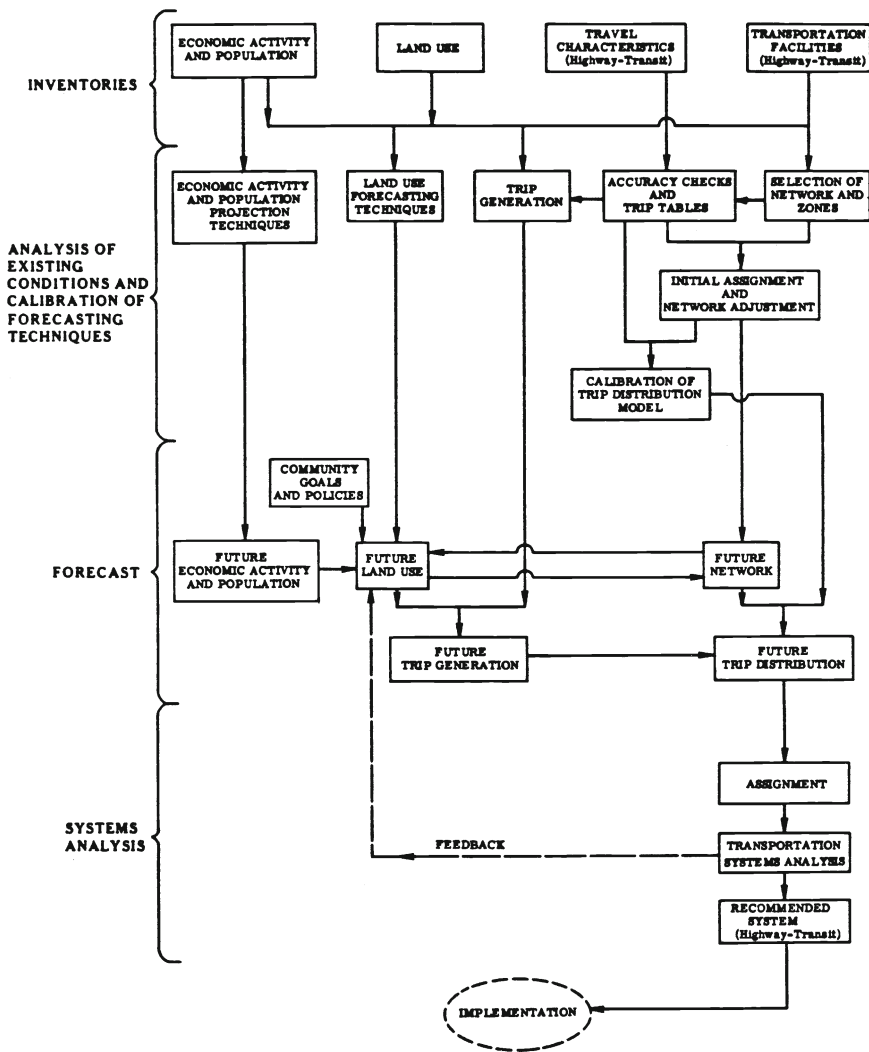 ECONOMIC ACTIVITY
AND POPULATION
LAND USE
TRAVEL
CHARACTERISTICS
(Highway-Transit)
TRANSPORTATION
FACILITIES
(Highway-Transit)
INVENTORIES
ECONOMIC ACTIVITY
AND POPULATION
PROJECTION
TECHNIQUES
LAND USE
FORECASTING
TECHNIQUES
TRIP
GENERATION
ACCURACY CHECKS
AND
TRIP TABLES
SELECTION OF
NETWORK AND
ZONES
ANALYSIS OF
EXISTING
CONDITIONS AND
CALIBRATION OF
FORECASTING
TECHNIQUES
INITIAL ASSIGNMENT
AND
NETWORK ADJUSTMENT
CALIBRATION OF
TRIP DISTRIBUTION
MODEL
COMMUNITY
GOALS
AND POLICIES
FORECAST
FUTURE
ECONOMIC ACTIVITY
AND POPULATION
FUTURE
LAND USE
FUTURE
NETWORK
FUTURE
TRIP GENERATION
FUTURE
TRIP DISTRIBUTION
ASSIGNMENT
SYSTEMS
ANALYSIS
FEEDBACK
TRANSPORTATION
SYSTEMS ANALYSIS
RECOMMENDED
SYSTEM
(Highway-Transit)
IMPLEMENTATION